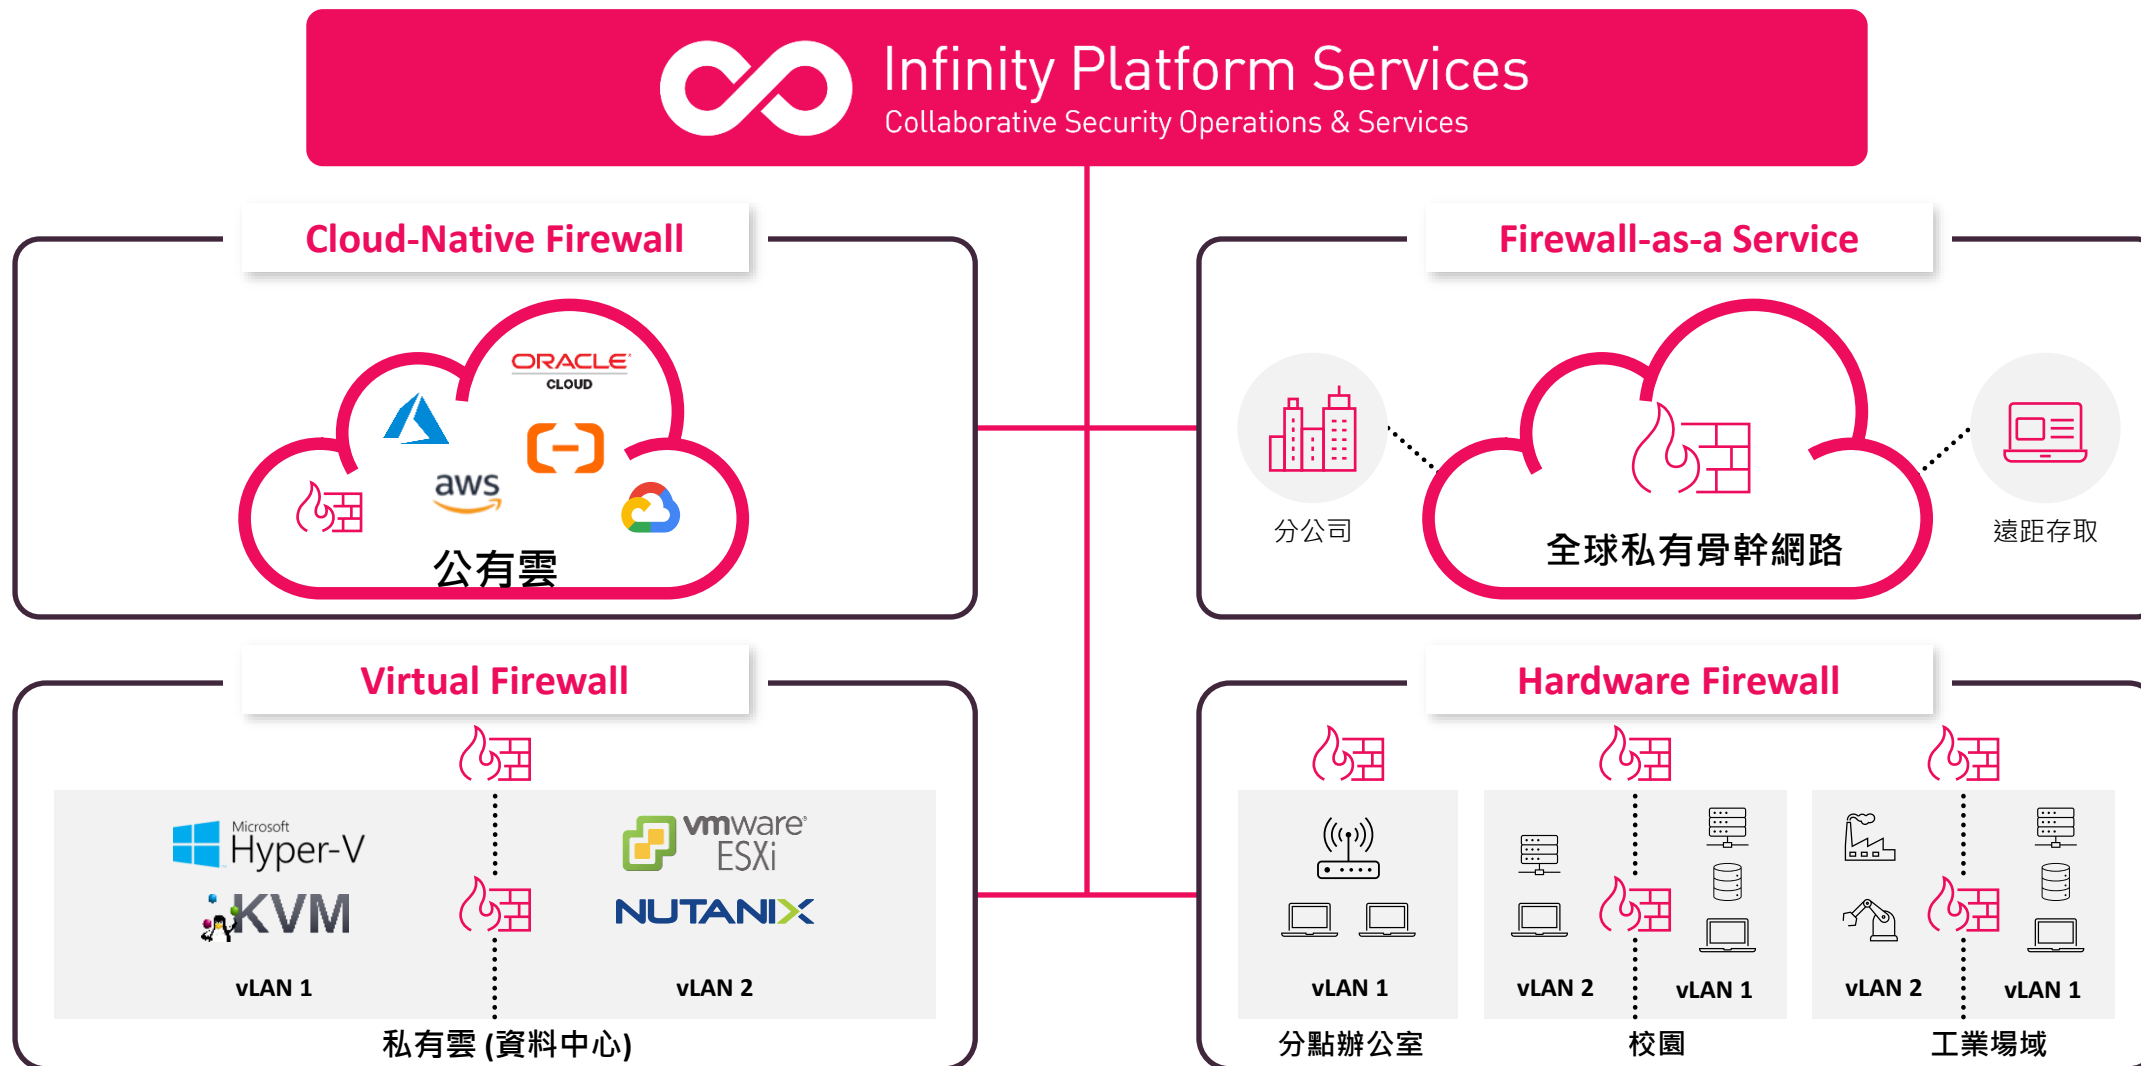 Infinity Platform Services
Collaborative Security Operations & Services
Cloud-Native Firewall
ORACLE
CLOUD
aws
公有雲
Firewall-as-a Service
分公司
全球私有骨幹網路
遠距存取
Virtual Firewall
Microsoft
Hyper-V
vmware
ESXi
KVM
NUTANIX
vLAN 1
vLAN 2
私有雲 (資料中心)
Hardware Firewall
vLAN 1
vLAN 2
vLAN 1
vLAN 2
vLAN 1
分點辦公室
校園
工業場域